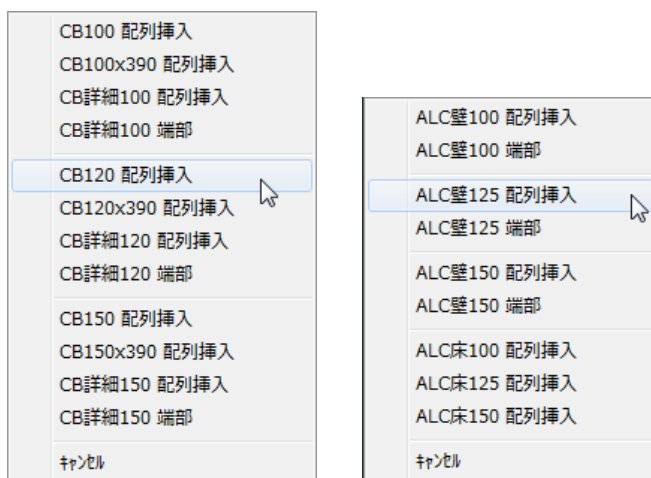 CB100 配列挿入
CB100x390 配列挿入
CB詳細100 配列挿入
CB詳細100 端部
CB120 配列挿入
CB120x390 配列挿入
CB詳細120 配列挿入
CB詳細120 端部
CB150 配列挿入
CB150x390 配列挿入
CB詳細150 配列挿入
CB詳細150 端部
ｷｬﾝｾﾙ
ALC壁100 配列挿入
ALC壁100 端部
ALC壁125 配列挿入
ALC壁125 端部
ALC壁150 配列挿入
ALC壁150 端部
ALC床100 配列挿入
ALC床125 配列挿入
ALC床150 配列挿入
ｷｬﾝｾﾙ